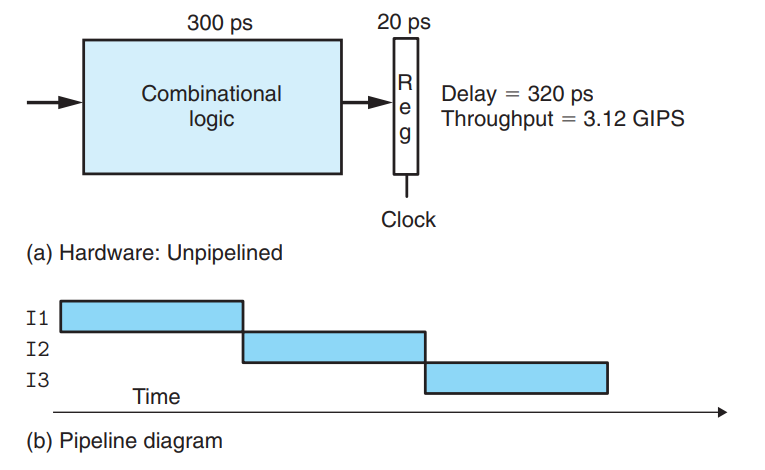 300 ps
20 ps
Combinational
logic
R
e
g
Delay = 320 ps
Throughput = 3.12 GIPS
Clock
(a) Hardware: Unpipelined
I1
I2
I3
Time
(b) Pipeline diagram